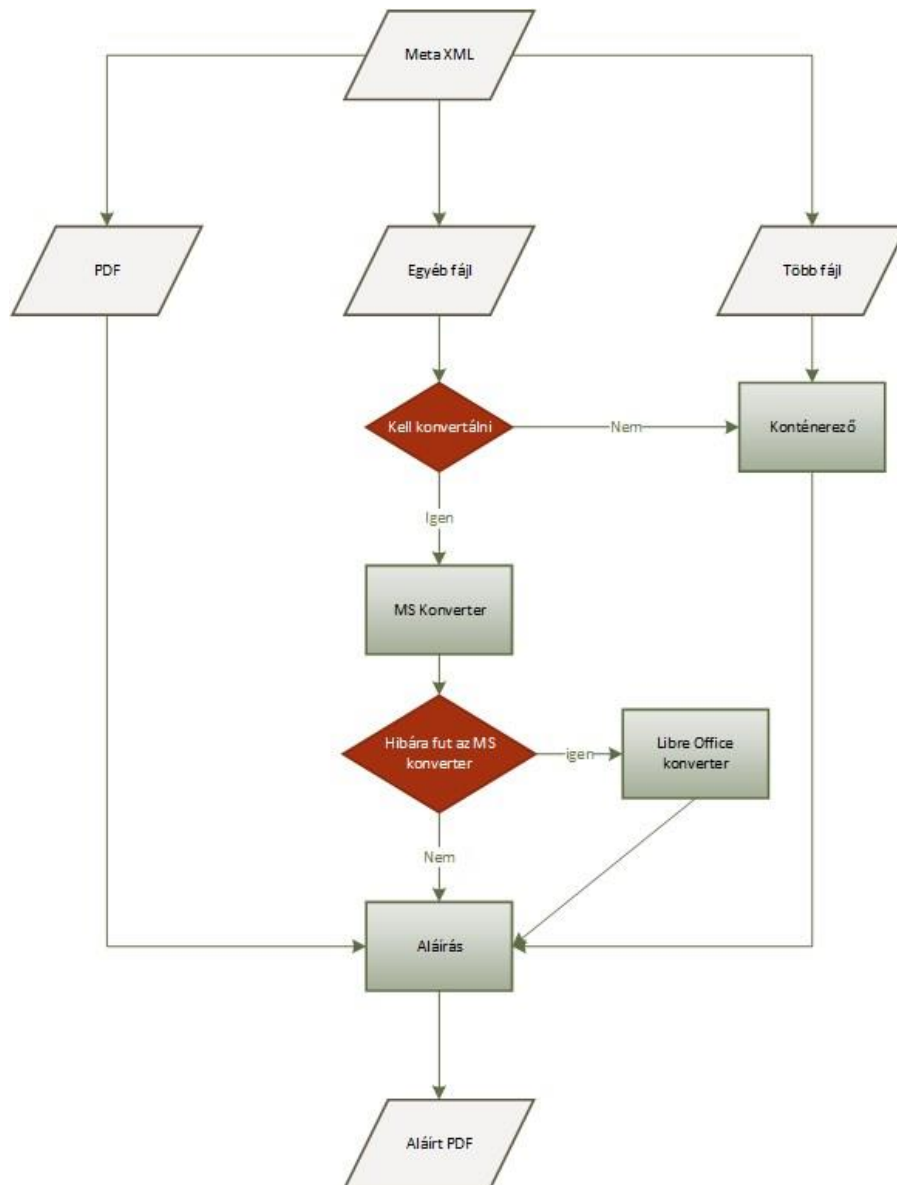 Meta XML
PDF
Egyéb fájl
Több fájl
Kell konvertálni
Nem
Konténerező
Igen
MS Konverter
Hibára fut az MS
konverter
igen
Libre Office
konverter
Nem
Aláírás
Aláírt PDF